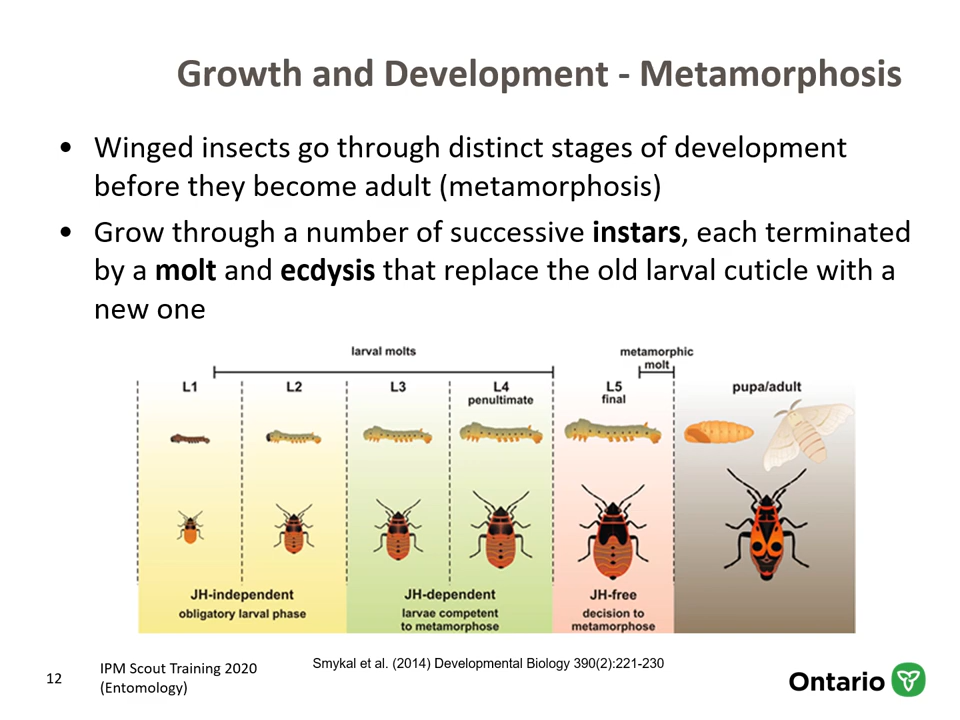 Growth and Development - Metamorphosis
• Winged insects go through distinct stages of development
before they become adult (metamorphosis)
• Grow through a number of successive instars, each terminated
by a molt and ecdysis that replace the old larval cuticle with a
new one
larval molts
metamorphic
molt
L1
L2
L3
L4
penultimate
L5
final
pupa/adult
JH-independent
obligatory larval phase
JH-dependent
larvae competent
to metamorphose
JH-free
decision to
metamorphose
12
IPM Scout Training 2020
(Entomology)
Smykal et al. (2014) Developmental Biology 390(2):221-230
Ontario